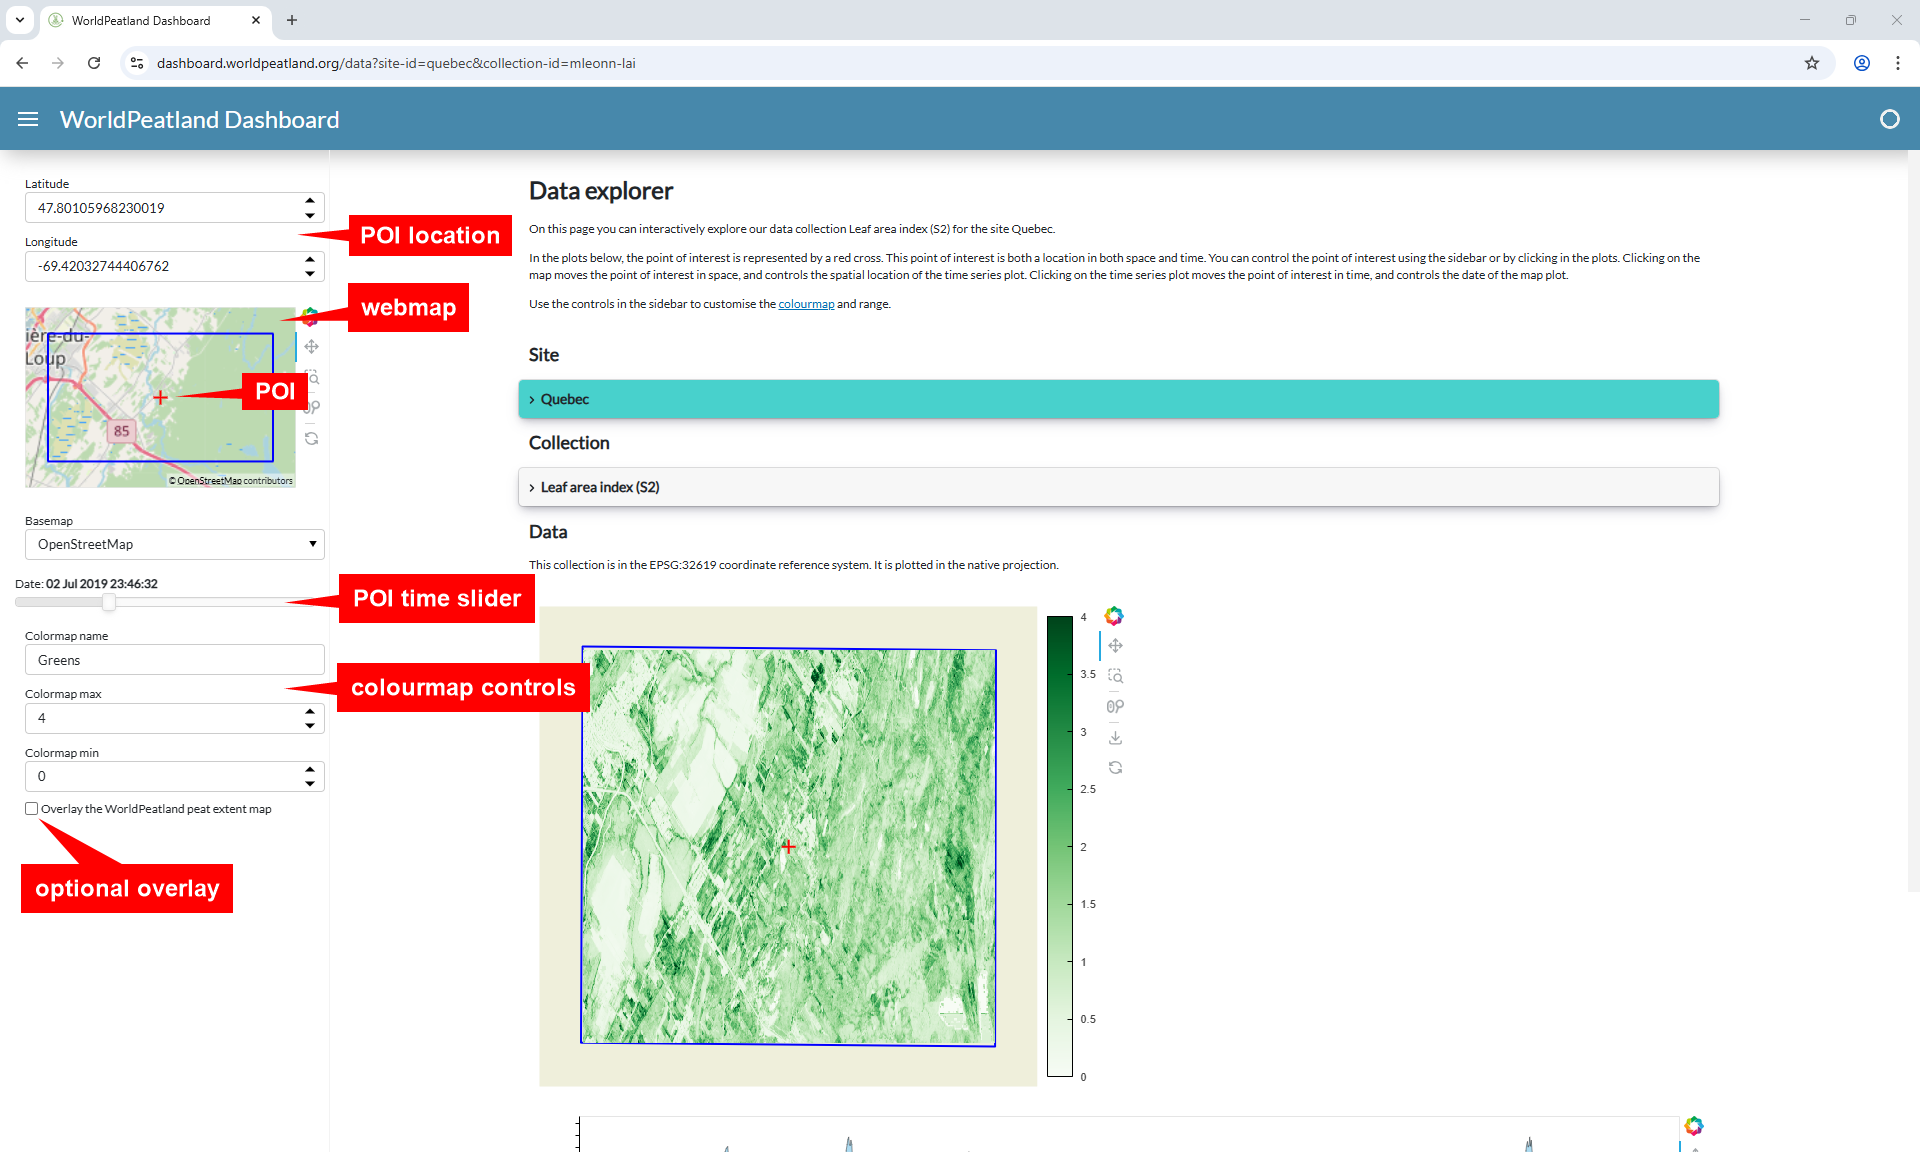 WorldPeatland Dashboard
dashboard.worldpeatland.org/data?site-id=quebec&collection-id=mleonn-lai
WorldPeatland Dashboard
Latitude
47.80105968230019
POI location
Longitude
-69.42032744406762
webmap
ière-du-
Loup
POI
85
© OpenStreetMap contributors
Basemap
OpenStreetMap
Date: 02 Jul 2019 23:46:32
POI time slider
Colormap name
Greens
colourmap controls
Colormap max
4
Colormap min
0
Overlay the WorldPeatland peat extent map
optional overlay
Data explorer
On this page you can interactively explore our data collection Leaf area index (S2) for the site Quebec.
In the plots below, the point of interest is represented by a red cross. This point of interest is both a location in both space and time. You can control the point of interest using the sidebar or by clicking in the plots. Clicking on the
map moves the point of interest in space, and controls the spatial location of the time series plot. Clicking on the time series plot moves the point of interest in time, and controls the date of the map plot.
Use the controls in the sidebar to customise the colourmap and range.
Site
Quebec
Collection
Leaf area index (S2)
Data
This collection is in the EPSG:32619 coordinate reference system. It is plotted in the native projection.
4
3.5
3
2.5
2
1.5
1
0.5
0